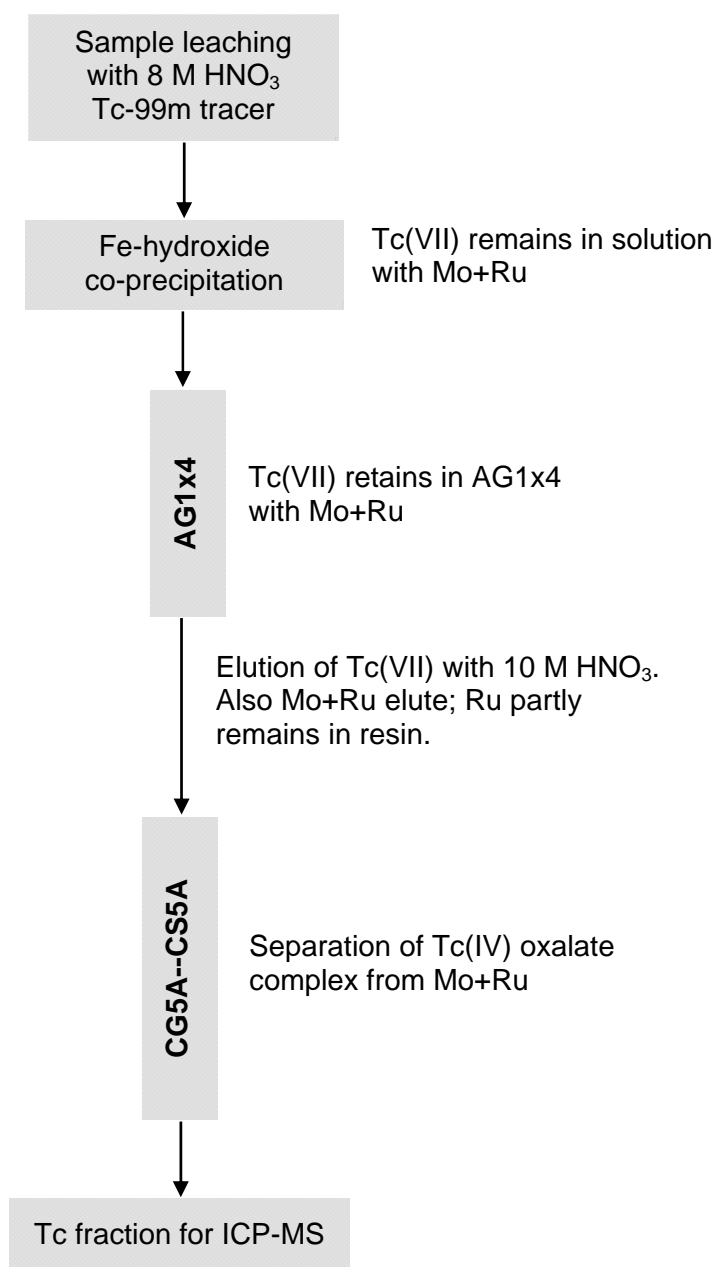 Sample leaching
with 8 M HNO₃
Tc-99m tracer
Fe-hydroxide
co-precipitation
Tc(VII) remains in solution
with Mo+Ru
AG1x4
Tc(VII) retains in AG1x4
with Mo+Ru
Elution of Tc(VII) with 10 M HNO₃.
Also Mo+Ru elute; Ru partly
remains in resin.
CG5A--CS5A
Separation of Tc(IV) oxalate
complex from Mo+Ru
Tc fraction for ICP-MS